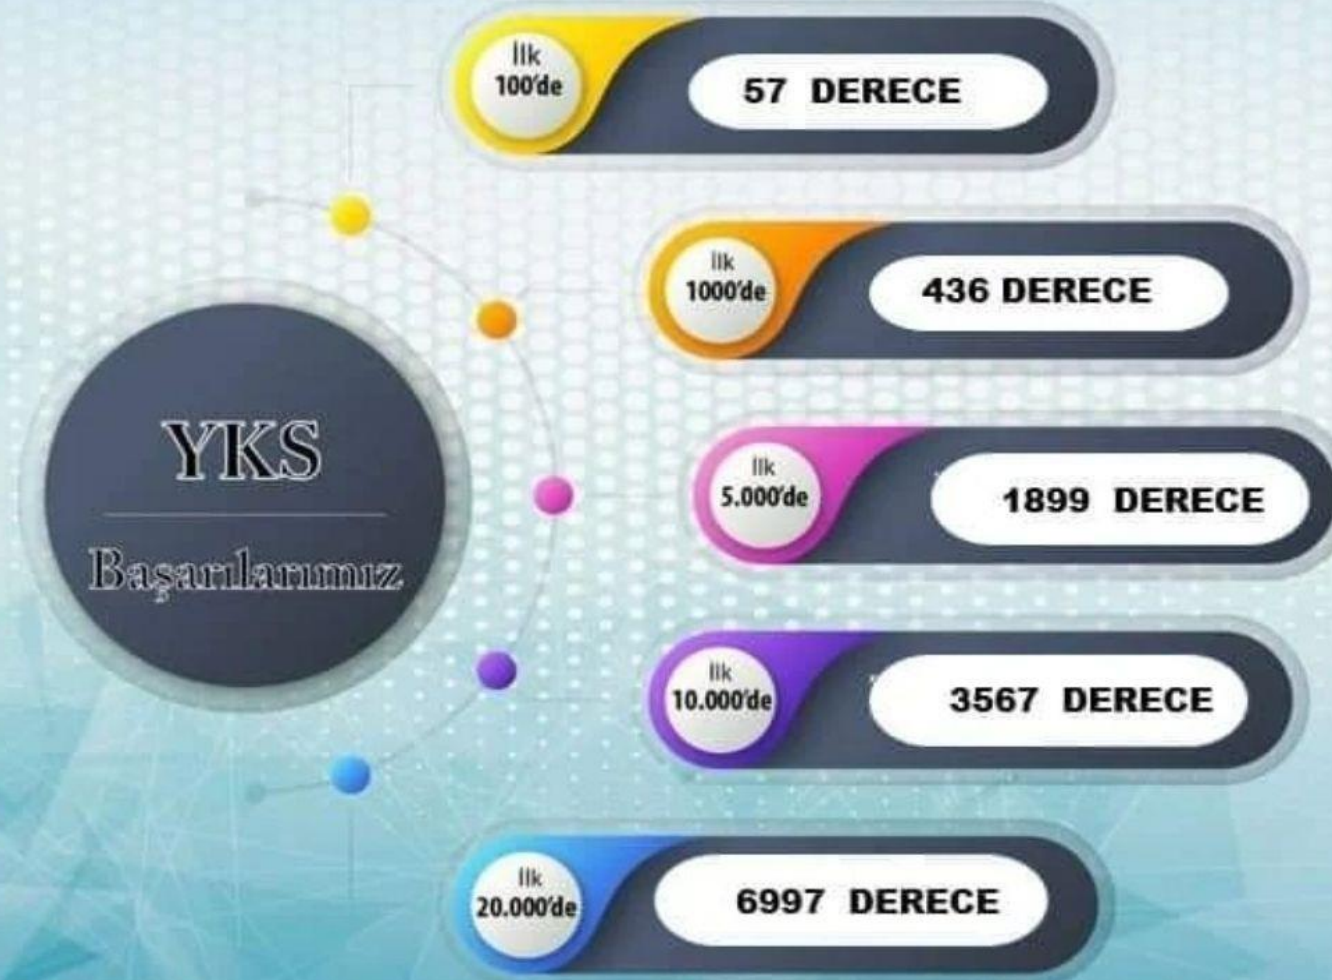 İlk
100'de
57 DERECE
İlk
1000'de
436 DERECE
YKS
Başarılarımız
İlk
5.000'de
1899 DERECE
İlk
10.000'de
3567 DERECE
İlk
20.000'de
6997 DERECE